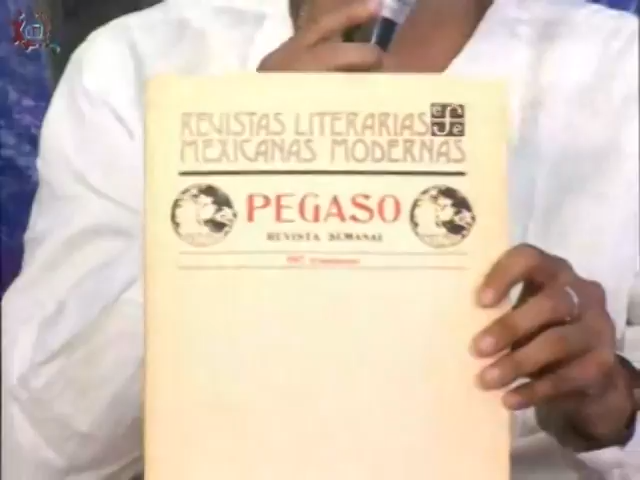 REVISTAS LITERARIAS
MEXICANAS MODERNAS
PEGASO
REVISTA SEMANAL